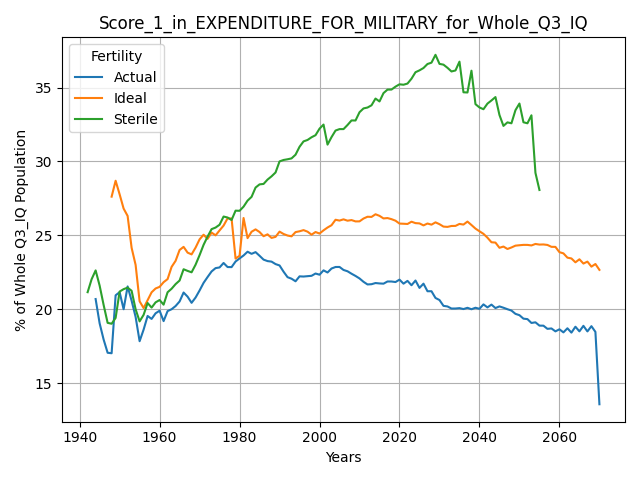 Score_1_in_EXPENDITURE_FOR_MILITARY_for_Whole_Q3_IQ
Fertility
Actual
Ideal
Sterile
% of Whole Q3_IQ Population
35
30
25
20
15
1940 1960 1980 2000 2020 2040 2060
Years